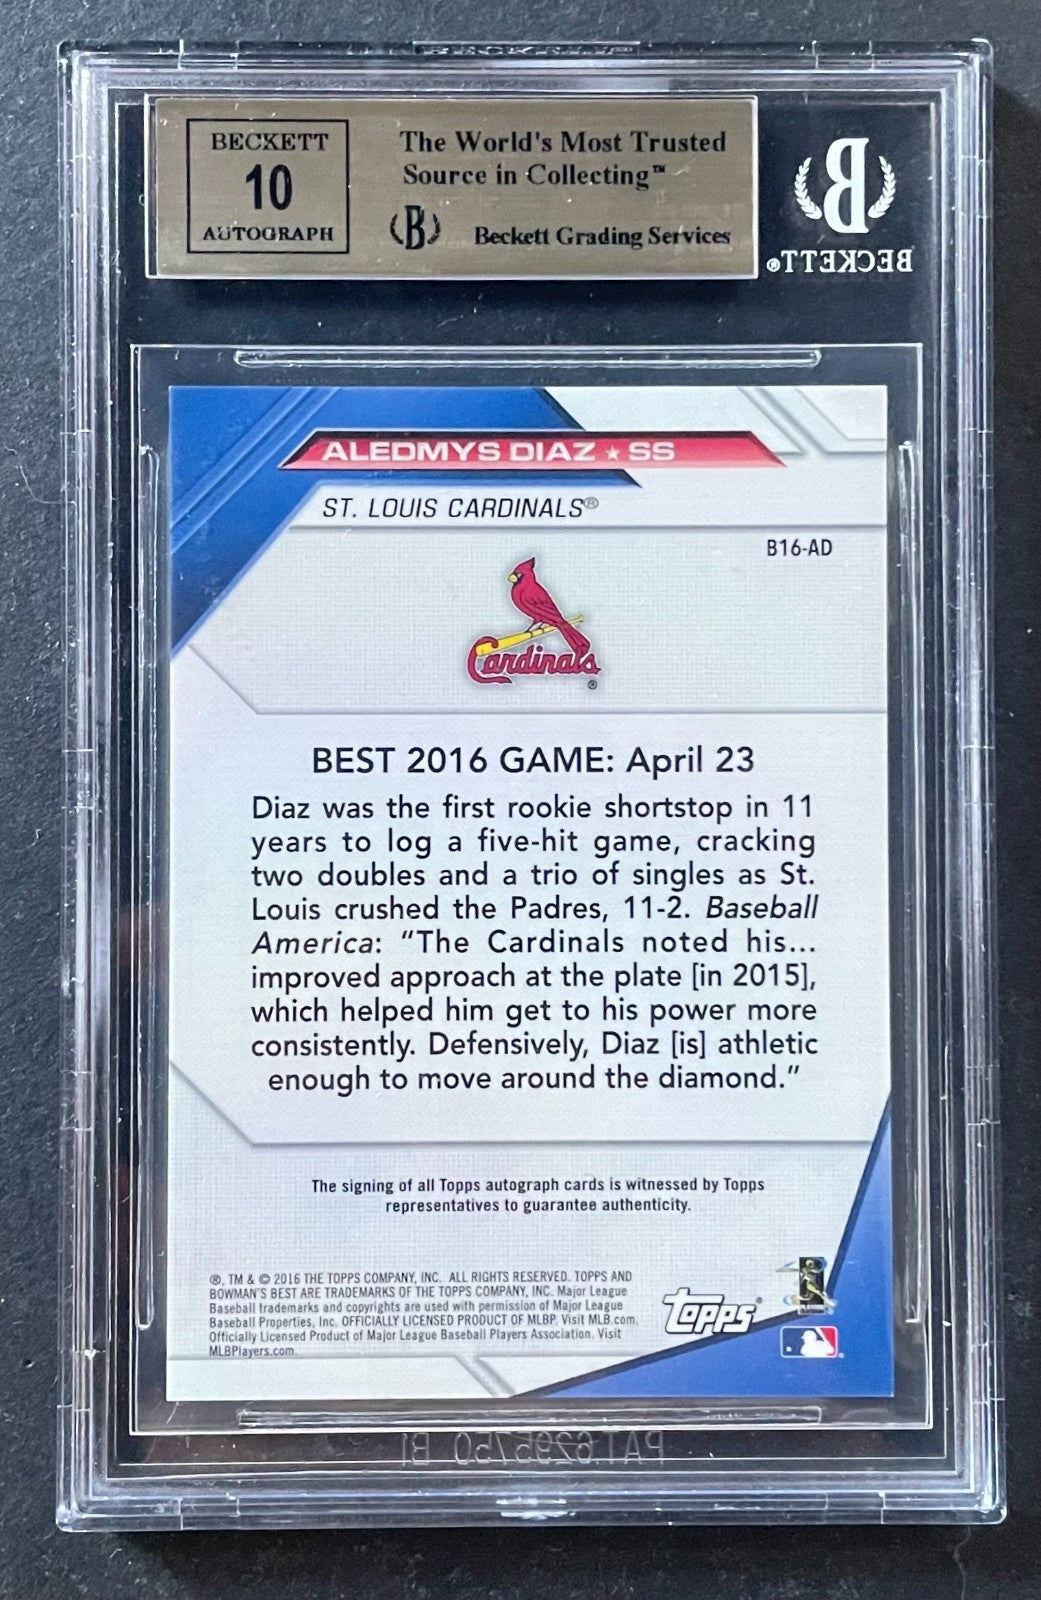 BECKETT
BECKETT
10
AUTOGRAPH
The World's Most Trusted
Source in Collecting™
B
Beckett Grading Services
B
BECKETT®
ALEDMYS DIAZ ★ SS
ST. LOUIS CARDINALS®
B16-AD
Cardinals
®
BEST 2016 GAME: April 23
Diaz was the first rookie shortstop in 11
years to log a five-hit game, cracking
two doubles and a trio of singles as St.
Louis crushed the Padres, 11-2. Baseball
America: “The Cardinals noted his...
improved approach at the plate [in 2015],
which helped him get to his power more
consistently. Defensively, Diaz [is] athletic
enough to move around the diamond.”
The signing of all Topps autograph cards is witnessed by Topps
representatives to guarantee authenticity.
®, TM & © 2016 THE TOPPS COMPANY, INC. ALL RIGHTS RESERVED. TOPPS AND
BOWMAN'S BEST ARE TRADEMARKS OF THE TOPPS COMPANY, INC. Major League
Baseball trademarks and copyrights are used with permission of Major League
Baseball Properties, Inc. OFFICIALLY LICENSED PRODUCT OF MLBP. Visit MLB.com.
Officially Licensed Product of Major League Baseball Players Association. Visit
MLBPlayers.com.
Topps®
PAT.6295750 B1